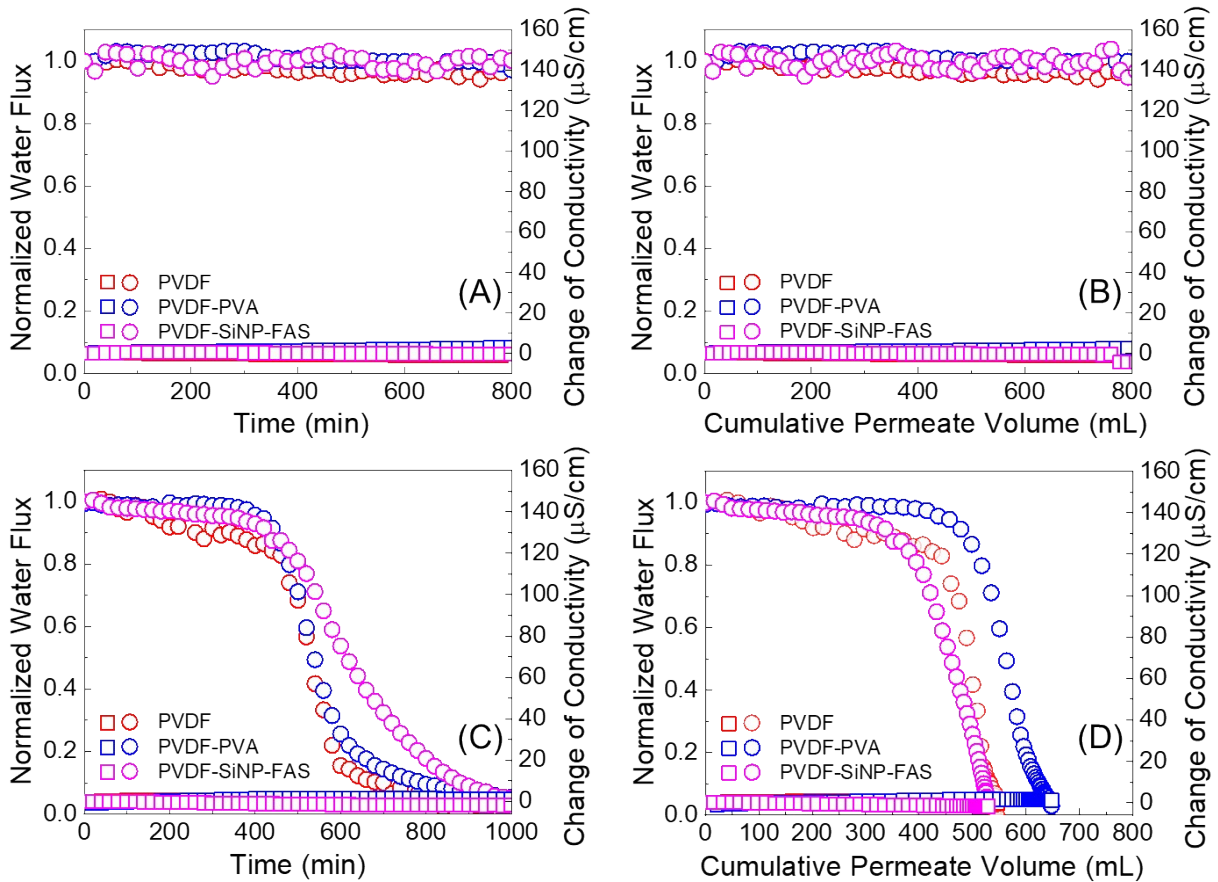 Normalized Water Flux
1.0
0.8
0.6
0.4
0.2
0.0
PVDF
PVDF-PVA
PVDF-SiNP-FAS
(A)
160
140
120
100
80
60
40
20
0
Change of Conductivity (μS/cm)
0 200 400 600 800
Time (min)
Normalized Water Flux
1.0
0.8
0.6
0.4
0.2
0.0
PVDF
PVDF-PVA
PVDF-SiNP-FAS
(B)
160
140
120
100
80
60
40
20
0
Change of Conductivity (μS/cm)
0 200 400 600 800
Cumulative Permeate Volume (mL)
Normalized Water Flux
1.0
0.8
0.6
0.4
0.2
0.0
PVDF
PVDF-PVA
PVDF-SiNP-FAS
(C)
160
140
120
100
80
60
40
20
0
Change of Conductivity (μS/cm)
0 200 400 600 800 1000
Time (min)
Normalized Water Flux
1.0
0.8
0.6
0.4
0.2
0.0
PVDF
PVDF-PVA
PVDF-SiNP-FAS
(D)
160
140
120
100
80
60
40
20
0
Change of Conductivity (μS/cm)
0 100 200 300 400 500 600 700 800
Cumulative Permeate Volume (mL)